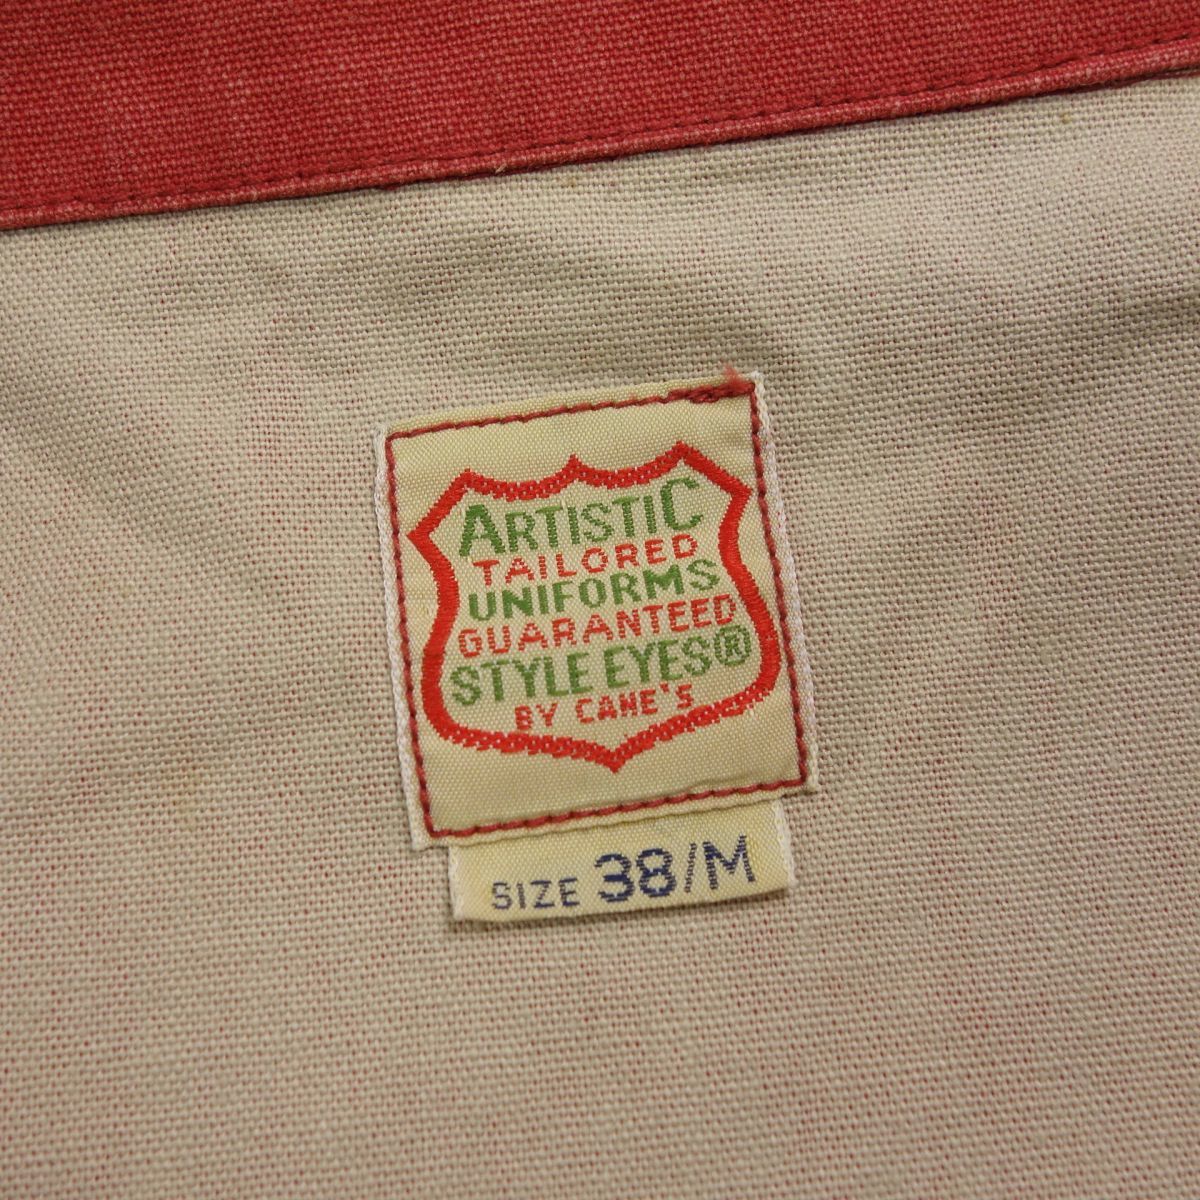 ARTISTIC
TAILORED
UNIFORMS
GUARANTEED
STYLE EYES®
BY CANE'S
SIZE 38/M